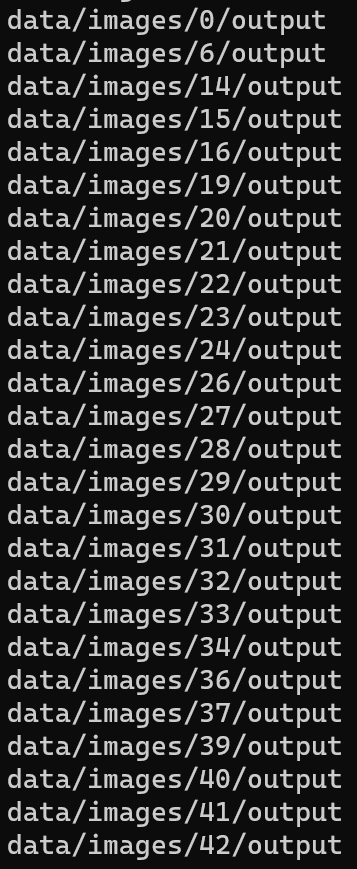 data/images/0/output
data/images/6/output
data/images/14/output
data/images/15/output
data/images/16/output
data/images/19/output
data/images/20/output
data/images/21/output
data/images/22/output
data/images/23/output
data/images/24/output
data/images/26/output
data/images/27/output
data/images/28/output
data/images/29/output
data/images/30/output
data/images/31/output
data/images/32/output
data/images/33/output
data/images/34/output
data/images/36/output
data/images/37/output
data/images/39/output
data/images/40/output
data/images/41/output
data/images/42/output